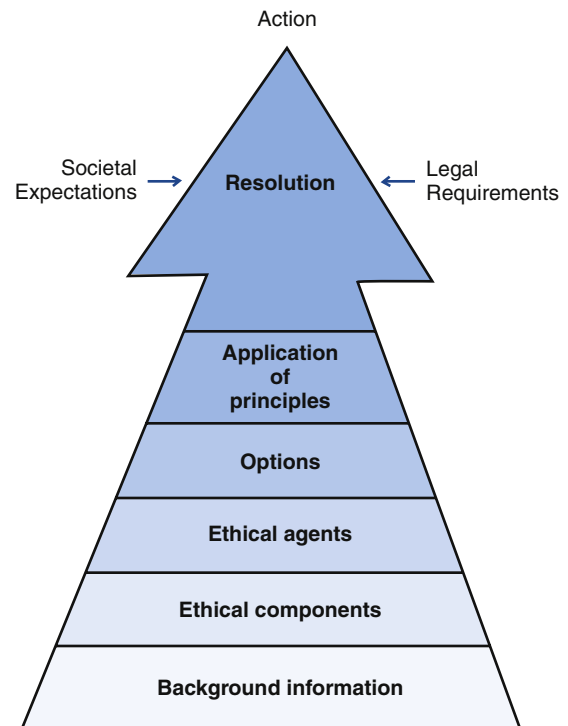 Action
Societal
Expectations
Resolution
Legal
Requirements
Application
of
principles
Options
Ethical agents
Ethical components
Background information